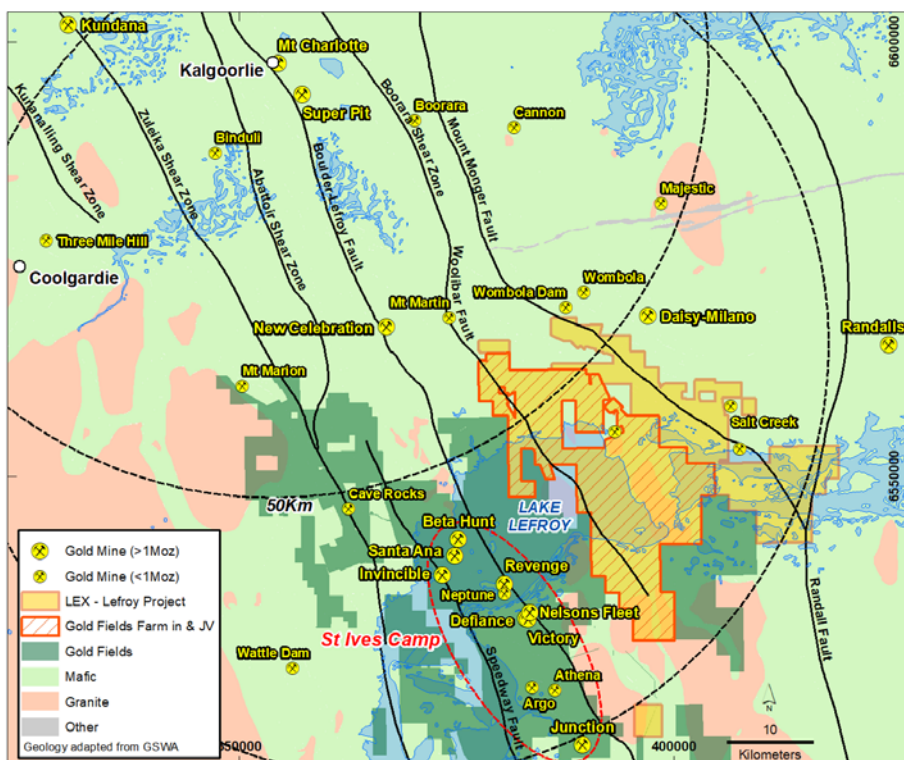 Kundana
Mt Charlotte
Kalgoorlie
6600000
Super Pit
Boorara
Cannon
Kunanalling Shear Zone
Zuleika Shear Zone
Binduli
Abattoir Shear Zone
Boulder Lefroy Fault
Boorara Shear Zone
Mount Monger Fault
Majestic
Three Mile Hill
Coolgardie
Woolibar Fault
Wombola
Wombola Dam
Mt Martin
New Celebration
Daisy-Milano
Randalls
Mt Marion
Salt Creek
6550000
Cave Rocks
50Km
LAKE
LEFROY
Beta Hunt
Santa Ana
Invincible
Revenge
Neptune
Nelsons Fleet
Defiance
Victory
St Ives Camp
Randall Fault
Wattle Dam
Speedway Fault
Athena
Argo
Junction
Gold Mine (>1Moz)
Gold Mine (<1Moz)
LEX - Lefroy Project
Gold Fields Farm in & JV
Gold Fields
Mafic
Granite
Other
Geology adapted from GSWA
350000
400000
N
10
Kilometers